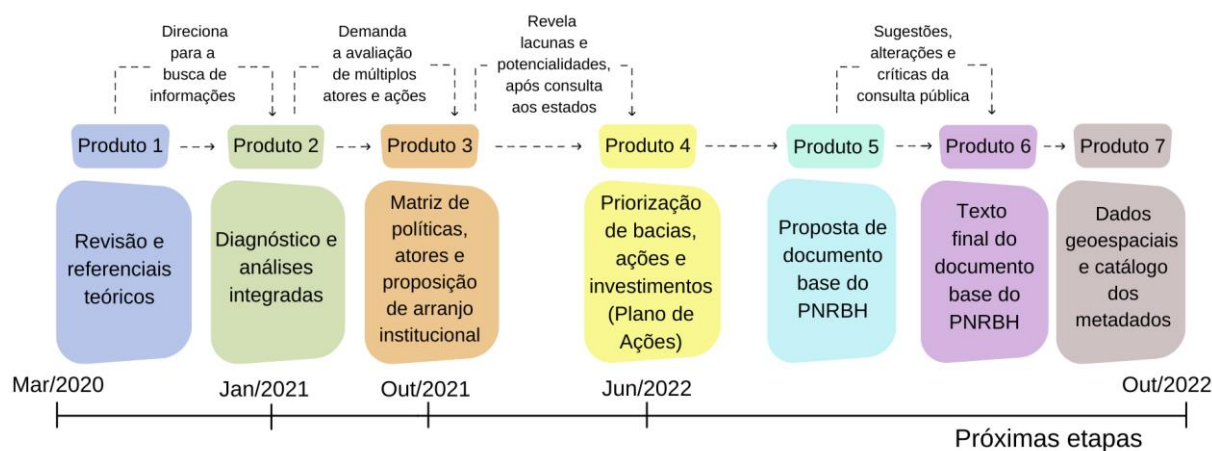 Direciona
para a
busca de
informações
Demanda
a avaliação
de múltiplos
atores e ações
Revela
lacunas e
potencialidades,
após consulta
aos estados
Sugestões,
alterações e
críticas da
consulta pública
Produto 1
Produto 2
Produto 3
Produto 4
Produto 5
Produto 6
Produto 7
Revisão e
referenciais
teóricos
Diagnóstico e
análises
integradas
Matriz de
políticas,
atores e
proposição
de arranjo
institucional
Priorização
de bacias,
ações e
investimentos
(Plano de
Ações)
Proposta de
documento
base do
PNRBH
Texto
final do
documento
base do
PNRBH
Dados
geoespaciais
e catálogo
dos
metadados
Mar/2020
Jan/2021
Out/2021
Jun/2022
Out/2022
Próximas etapas